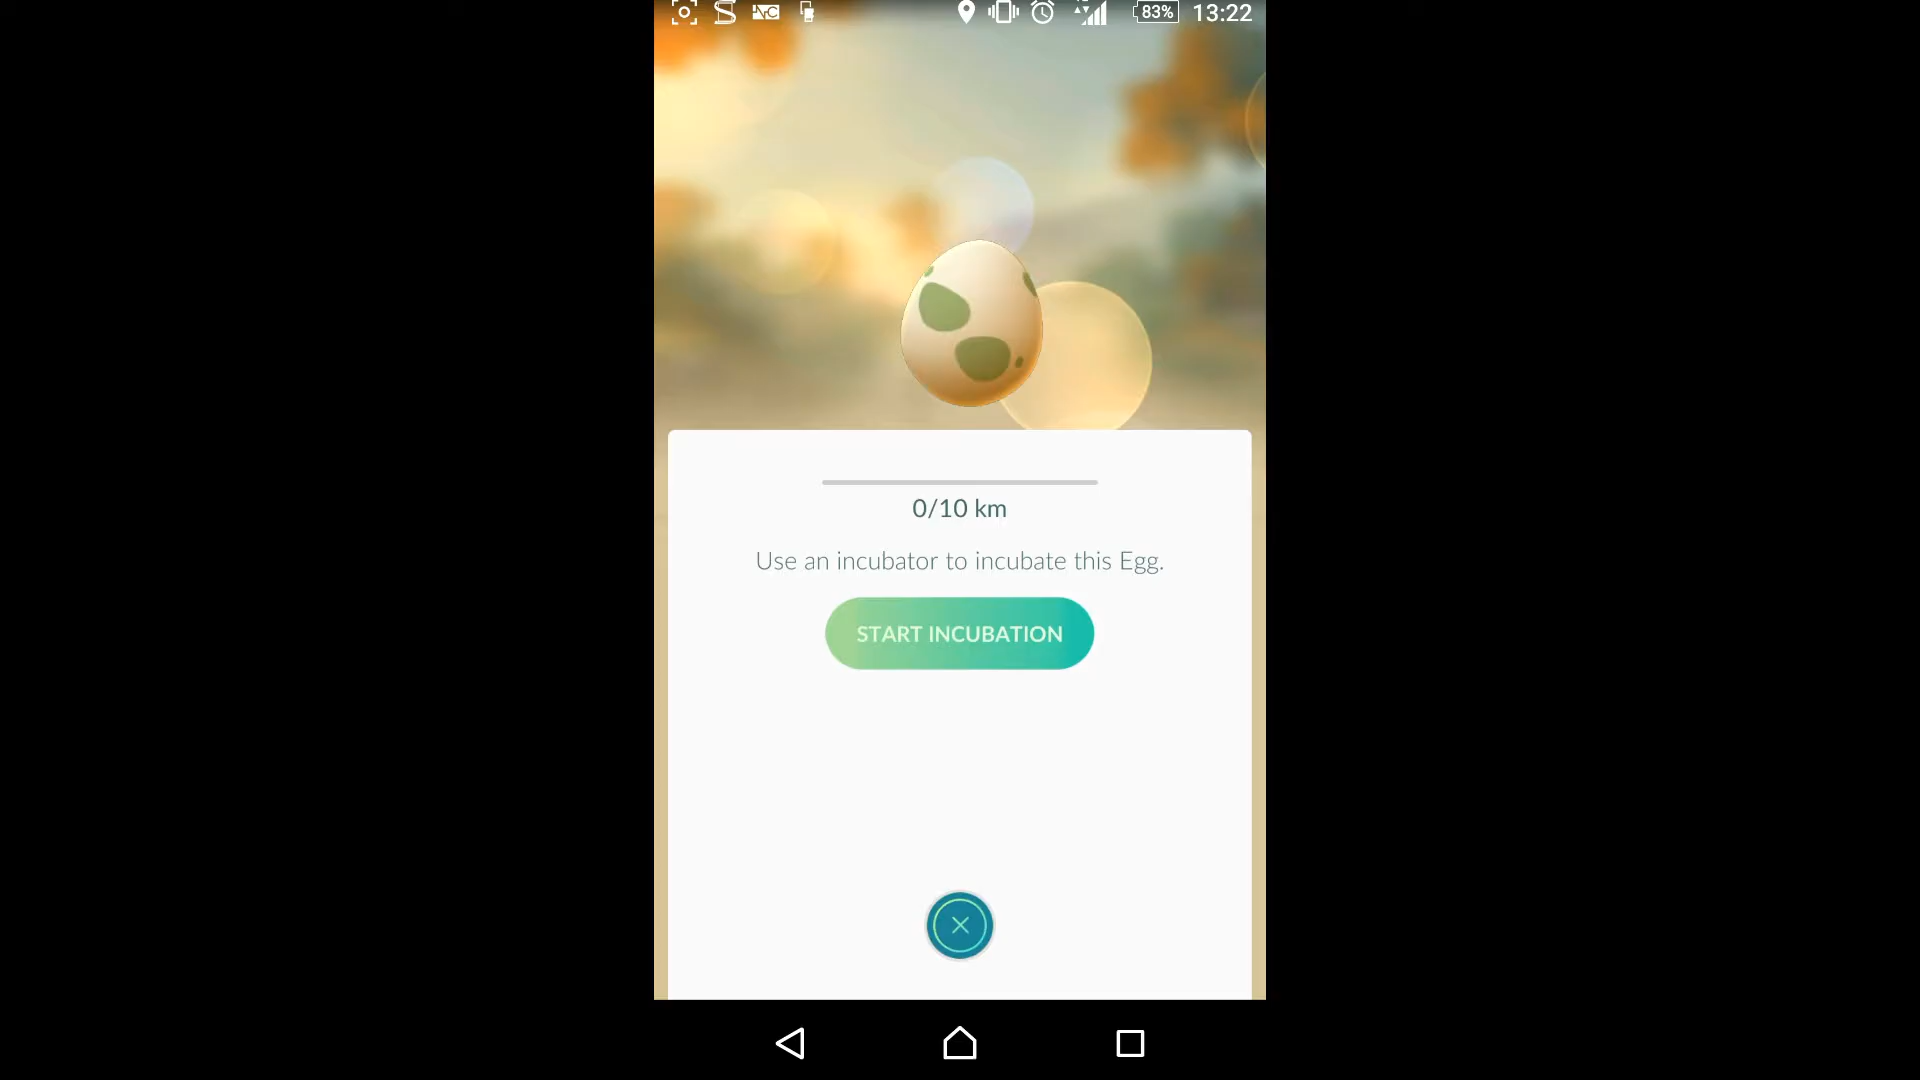 83% 13:22
0/10 km
Use an incubator to incubate this Egg.
START INCUBATION